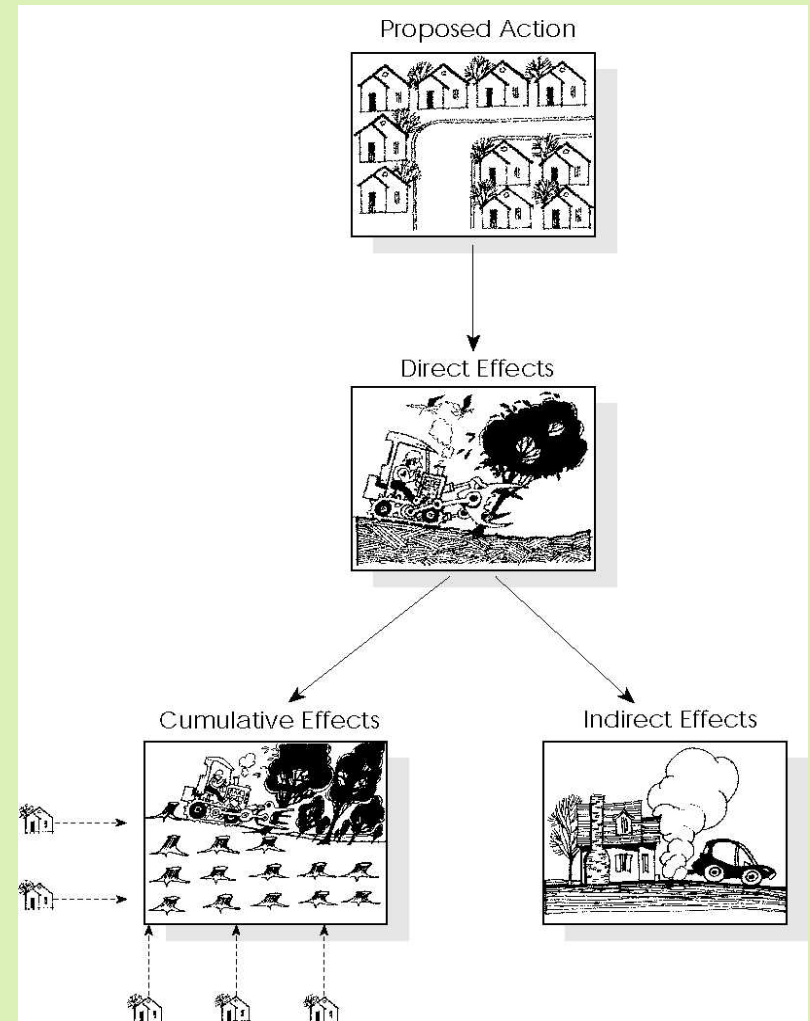 Proposed Action
Direct Effects
Cumulative Effects
Indirect Effects